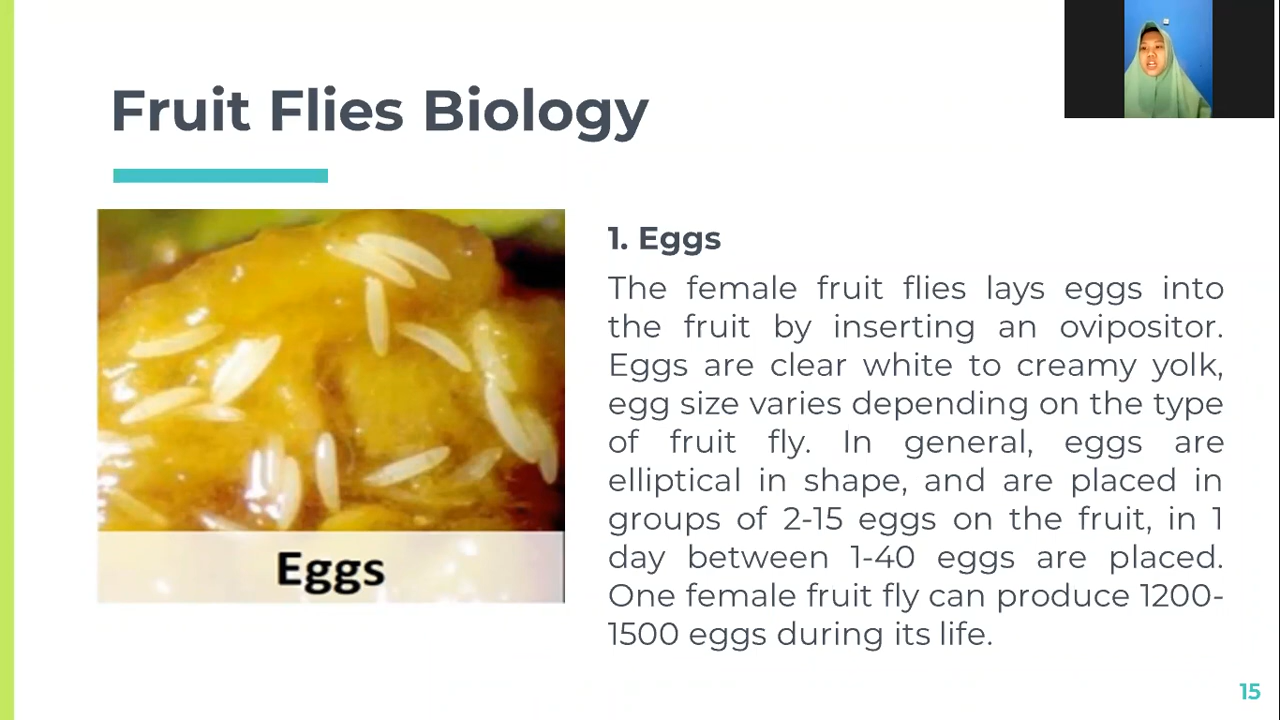 Fruit Flies Biology
Eggs
1. Eggs
The female fruit flies lays eggs into
the fruit by inserting an ovipositor.
Eggs are clear white to creamy yolk,
egg size varies depending on the type
of fruit fly. In general, eggs are
elliptical in shape, and are placed in
groups of 2-15 eggs on the fruit, in 1
day between 1-40 eggs are placed.
One female fruit fly can produce 1200-
1500 eggs during its life.
15